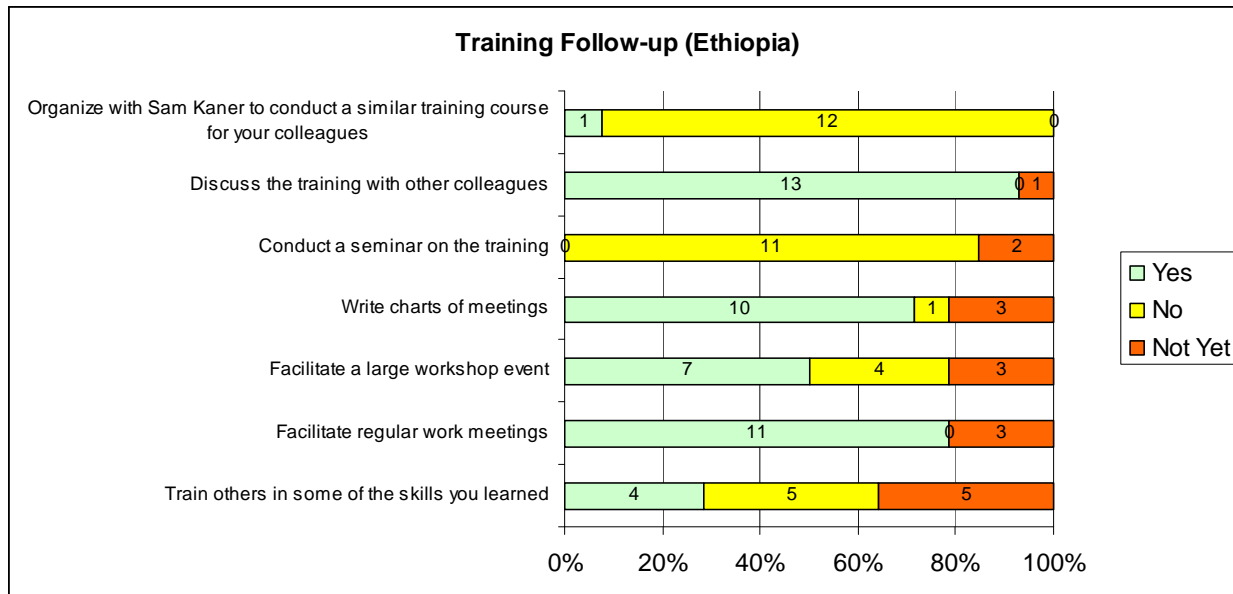 Training Follow-up (Ethiopia)
Organize with Sam Kaner to conduct a similar training course
for your colleagues
1 12 0
Discuss the training with other colleagues
13 0 1
Conduct a seminar on the training
0 11 2
Write charts of meetings
10 1 3
Facilitate a large workshop event
7 4 3
Facilitate regular work meetings
11 0 3
Train others in some of the skills you learned
4 5 5
0% 20% 40% 60% 80% 100%
Yes
No
Not Yet